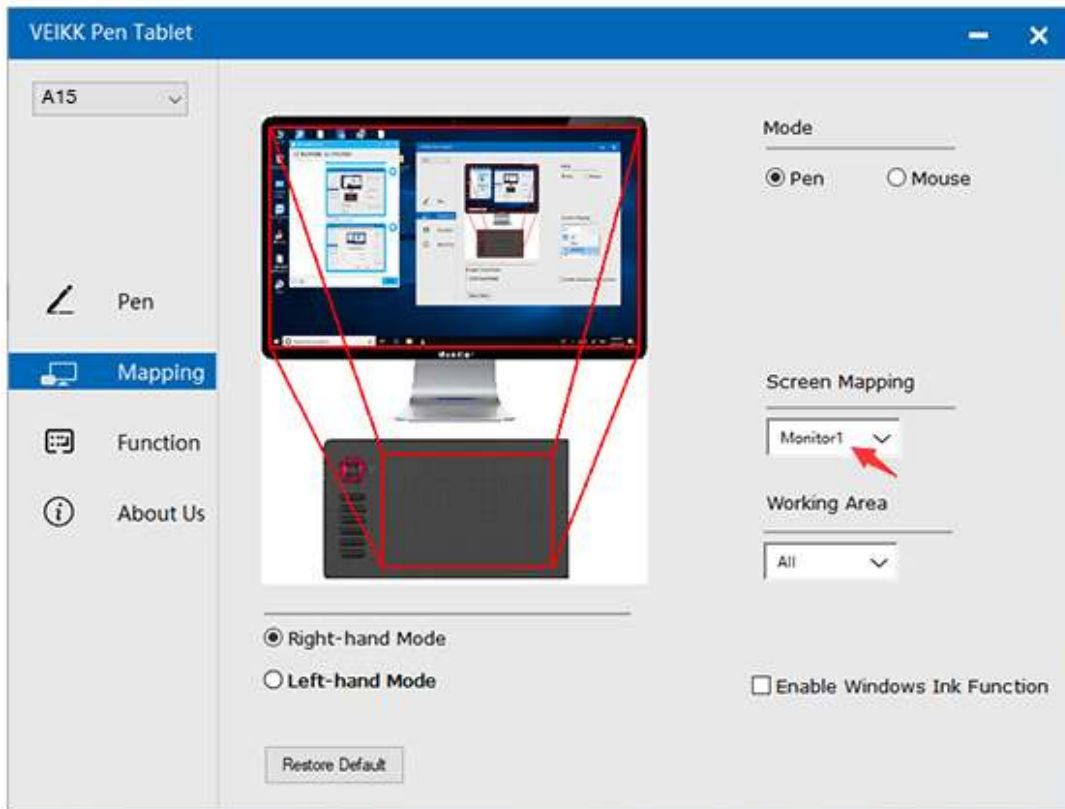 VEIKK Pen Tablet
A15
Pen
Mapping
Function
About Us
Monitor
Right-hand Mode
Left-hand Mode
Restore Default
Mode
Pen
Mouse
Screen Mapping
Monitor1
Working Area
All
Enable Windows Ink Function